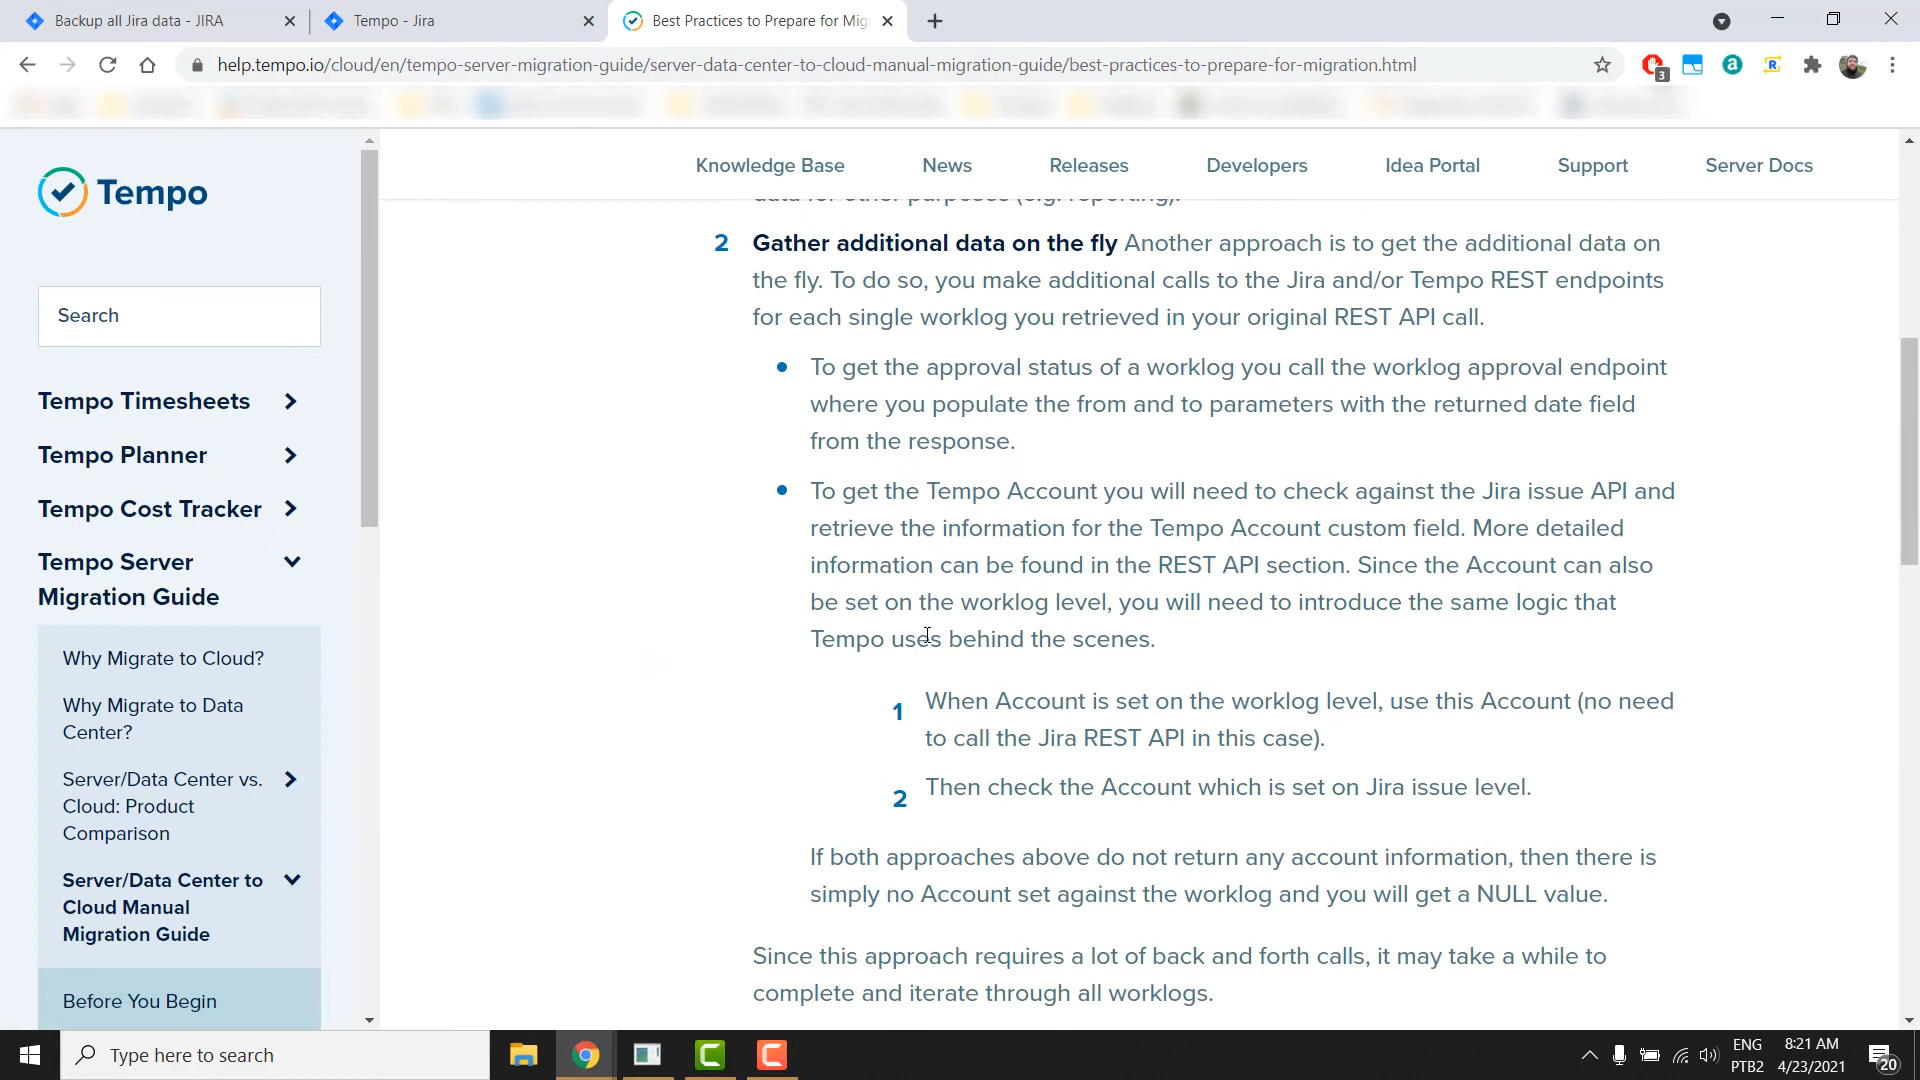 Backup all Jira data - JIRA
Tempo - Jira
Best Practices to Prepare for Mig
help.tempo.io/cloud/en/tempo-server-migration-guide/server-data-center-to-cloud-manual-migration-guide/best-practices-to-prepare-for-migration.html
3
a
R
Tempo
Knowledge Base
News
Releases
Developers
Idea Portal
Support
Server Docs
Search
Tempo Timesheets
Tempo Planner
Tempo Cost Tracker
Tempo Server
Migration Guide
Why Migrate to Cloud?
Why Migrate to Data
Center?
Server/Data Center vs.
Cloud: Product
Comparison
Server/Data Center to
Cloud Manual
Migration Guide
Before You Begin
data for other purposes (e.g. reporting).
2 Gather additional data on the fly Another approach is to get the additional data on
the fly. To do so, you make additional calls to the Jira and/or Tempo REST endpoints
for each single worklog you retrieved in your original REST API call.
To get the approval status of a worklog you call the worklog approval endpoint
where you populate the from and to parameters with the returned date field
from the response.
To get the Tempo Account you will need to check against the Jira issue API and
retrieve the information for the Tempo Account custom field. More detailed
information can be found in the REST API section. Since the Account can also
be set on the worklog level, you will need to introduce the same logic that
Tempo uses behind the scenes.
1 When Account is set on the worklog level, use this Account (no need
to call the Jira REST API in this case).
2 Then check the Account which is set on Jira issue level.
If both approaches above do not return any account information, then there is
simply no Account set against the worklog and you will get a NULL value.
Since this approach requires a lot of back and forth calls, it may take a while to
complete and iterate through all worklogs.
Type here to search
ENG
PTB2
8:21 AM
4/23/2021
20